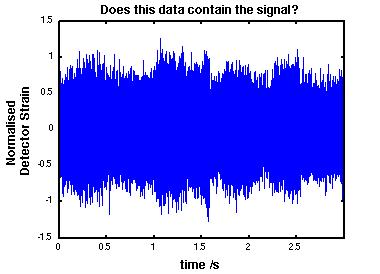 Does this data contain the signal?
1.5
1
0.5
0
-0.5
-1
-1.5
Normalised
Detector Strain
0 0.5 1 1.5 2 2.5
time /s